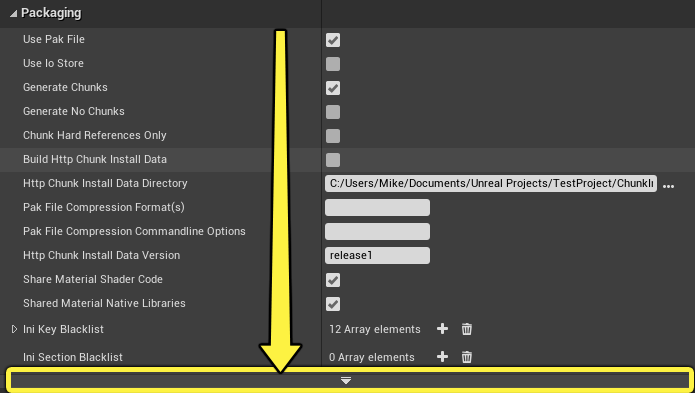 Packaging
Use Pak File
Use Io Store
Generate Chunks
Generate No Chunks
Chunk Hard References Only
Build Http Chunk Install Data
Http Chunk Install Data Directory C:/Users/Mike/Documents/Unreal Projects/TestProject/ ...
Pak File Compression Format(s)
Pak File Compression Commandline Options
Http Chunk Install Data Version release1
Share Material Shader Code
Shared Material Native Libraries
Ini Key Blacklist 12 Array elements
Ini Section Blacklist 0 Array elements